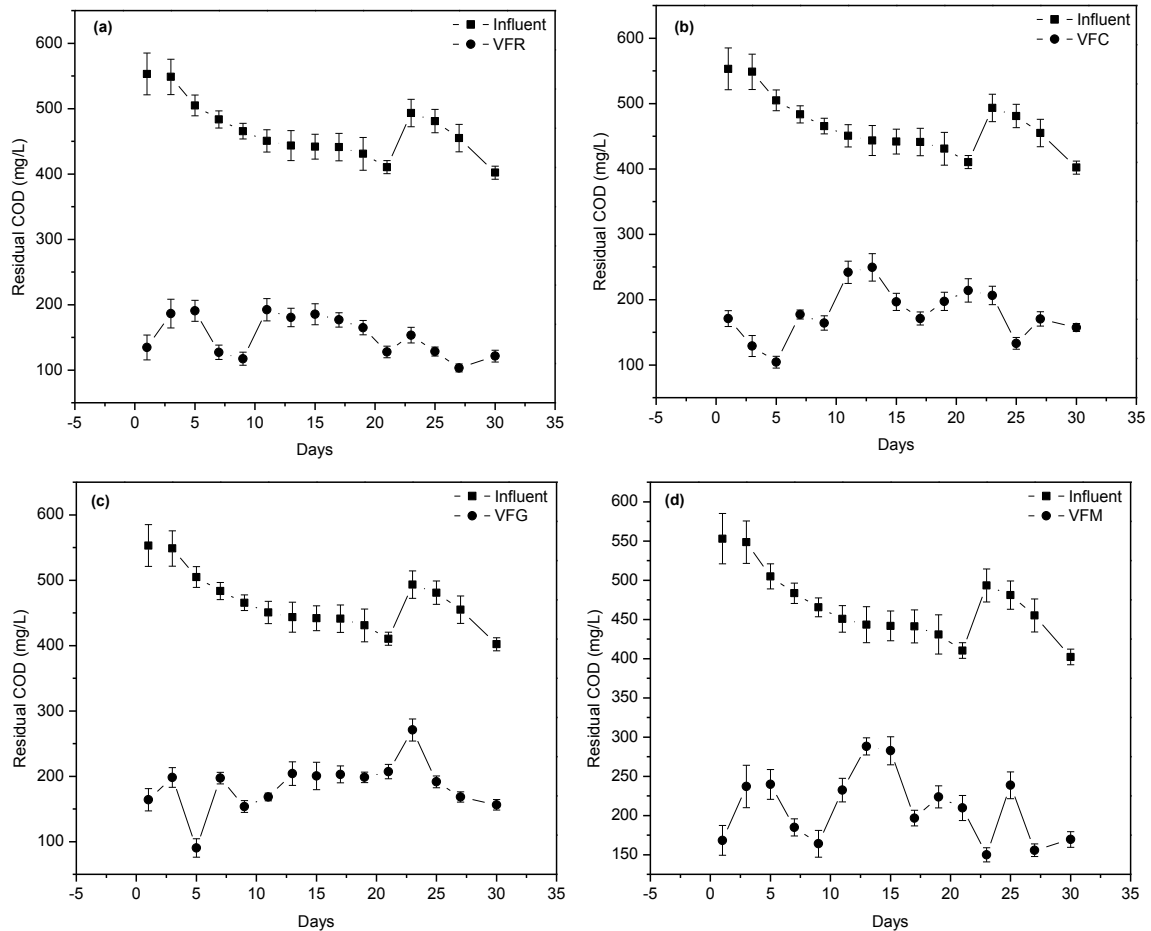 (a)
Influent
VFR
600
500
400
300
200
100
-5 0 5 10 15 20 25 30 35
Residual COD (mg/L)
Days
(b)
Influent
VFC
600
500
400
300
200
100
-5 0 5 10 15 20 25 30 35
Residual COD (mg/L)
Days
(c)
Influent
VFG
600
500
400
300
200
100
-5 0 5 10 15 20 25 30 35
Residual COD (mg/L)
Days
(d)
Influent
VFM
600
550
500
450
400
350
300
250
200
150
-5 0 5 10 15 20 25 30 35
Residual COD (mg/L)
Days